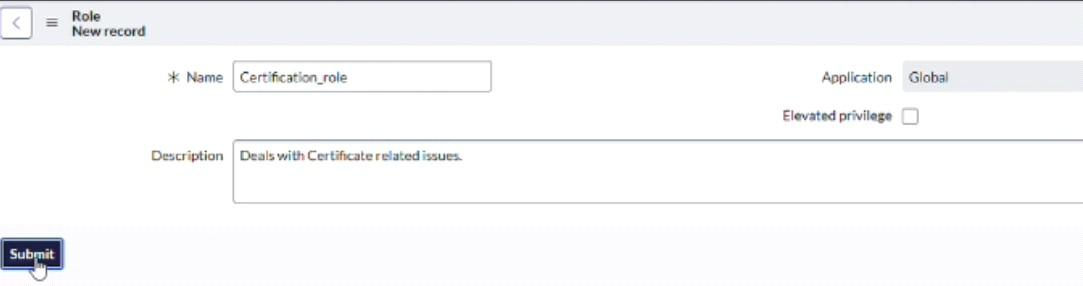 Role
New record
* Name Certification_role Application Global
Elevated privilege
Description Deals with Certificate related issues.
Submit